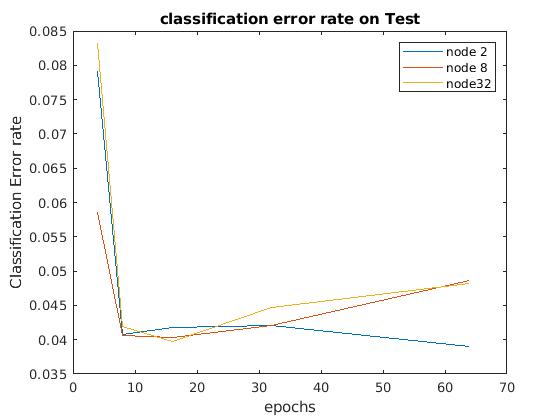 classification error rate on Test
0.085
0.08
0.075
0.07
0.065
0.06
0.055
0.05
0.045
0.04
0.035
Classification Error rate
node 2
node 8
node32
0 10 20 30 40 50 60 70
epochs